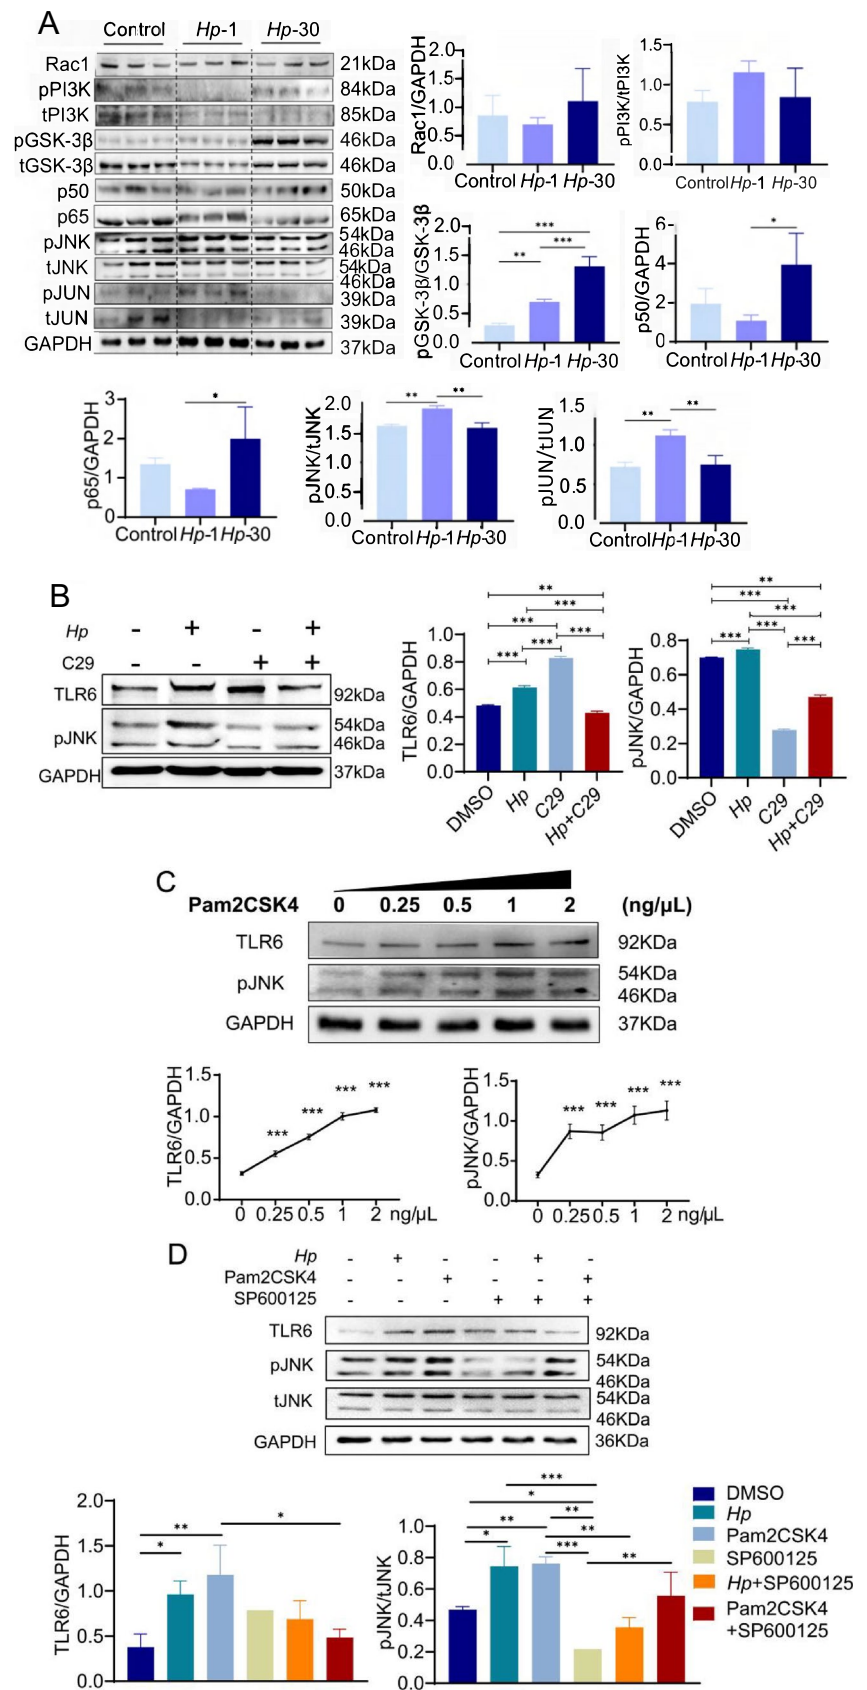 A
Control Hp-1 Hp-30
Rac1 21kDa
pPI3K 84kDa
tPI3K 85kDa
pGSK-3β 46kDa
tGSK-3β 46kDa
p50 50kDa
p65 65kDa
pJNK 54kDa
46kDa
tJNK 54kDa
46kDa
pJUN 39kDa
tJUN 39kDa
GAPDH 37kDa
Rac1/GAPDH
2.0
1.5
1.0
0.5
0.0
Control Hp-1 Hp-30
pPI3K/tPI3K
1.5
1.0
0.5
0.0
Control Hp-1 Hp-30
pGSK-3β/GSK-3β
2.0
1.5
1.0
0.5
0.0
***
** ***
Control Hp-1 Hp-30
p50/GAPDH
6
4
2
0
*
Control Hp-1 Hp-30
p65/GAPDH
3
2
1
0
*
Control Hp-1 Hp-30
pJNK/tJNK
2.0
1.5
1.0
0.5
0.0
** **
Control Hp-1 Hp-30
pJUN/tJUN
1.5
1.0
0.5
0.0
** **
Control Hp-1 Hp-30
B
Hp - + - +
C29 - - + +
TLR6 92kDa
pJNK 54kDa
46kDa
GAPDH 37kDa
TLR6/GAPDH
1.0
0.8
0.6
0.4
0.2
0.0
**
***
***
*** *** ***
DMSO Hp C29 Hp+C29
pJNK/GAPDH
0.8
0.6
0.4
0.2
0.0
**
***
***
***
*** ***
DMSO Hp C29 Hp+C29
C
Pam2CSK4 0 0.25 0.5 1 2 (ng/μL)
TLR6 92KDa
pJNK 54KDa
46KDa
GAPDH 37KDa
TLR6/GAPDH
1.5
1.0
0.5
0.0
*** *** *** ***
0 0.25 0.5 1 2 ng/μL
pJNK/GAPDH
1.5
1.0
0.5
0.0
*** *** *** ***
0 0.25 0.5 1 2 ng/μL
D
Hp - + - - + -
Pam2CSK4 - - + - - +
SP600125 - - - + + +
TLR6 92KDa
pJNK 54KDa
46KDa
tJNK 54KDa
46KDa
GAPDH 36KDa
TLR6/GAPDH
2.0
1.5
1.0
0.5
0.0
** *
*
pJNK/tJNK
1.0
0.8
0.6
0.4
0.2
0.0
***
*
**
** **
* *** **
DMSO
Hp
Pam2CSK4
SP600125
Hp+SP600125
Pam2CSK4
+SP600125